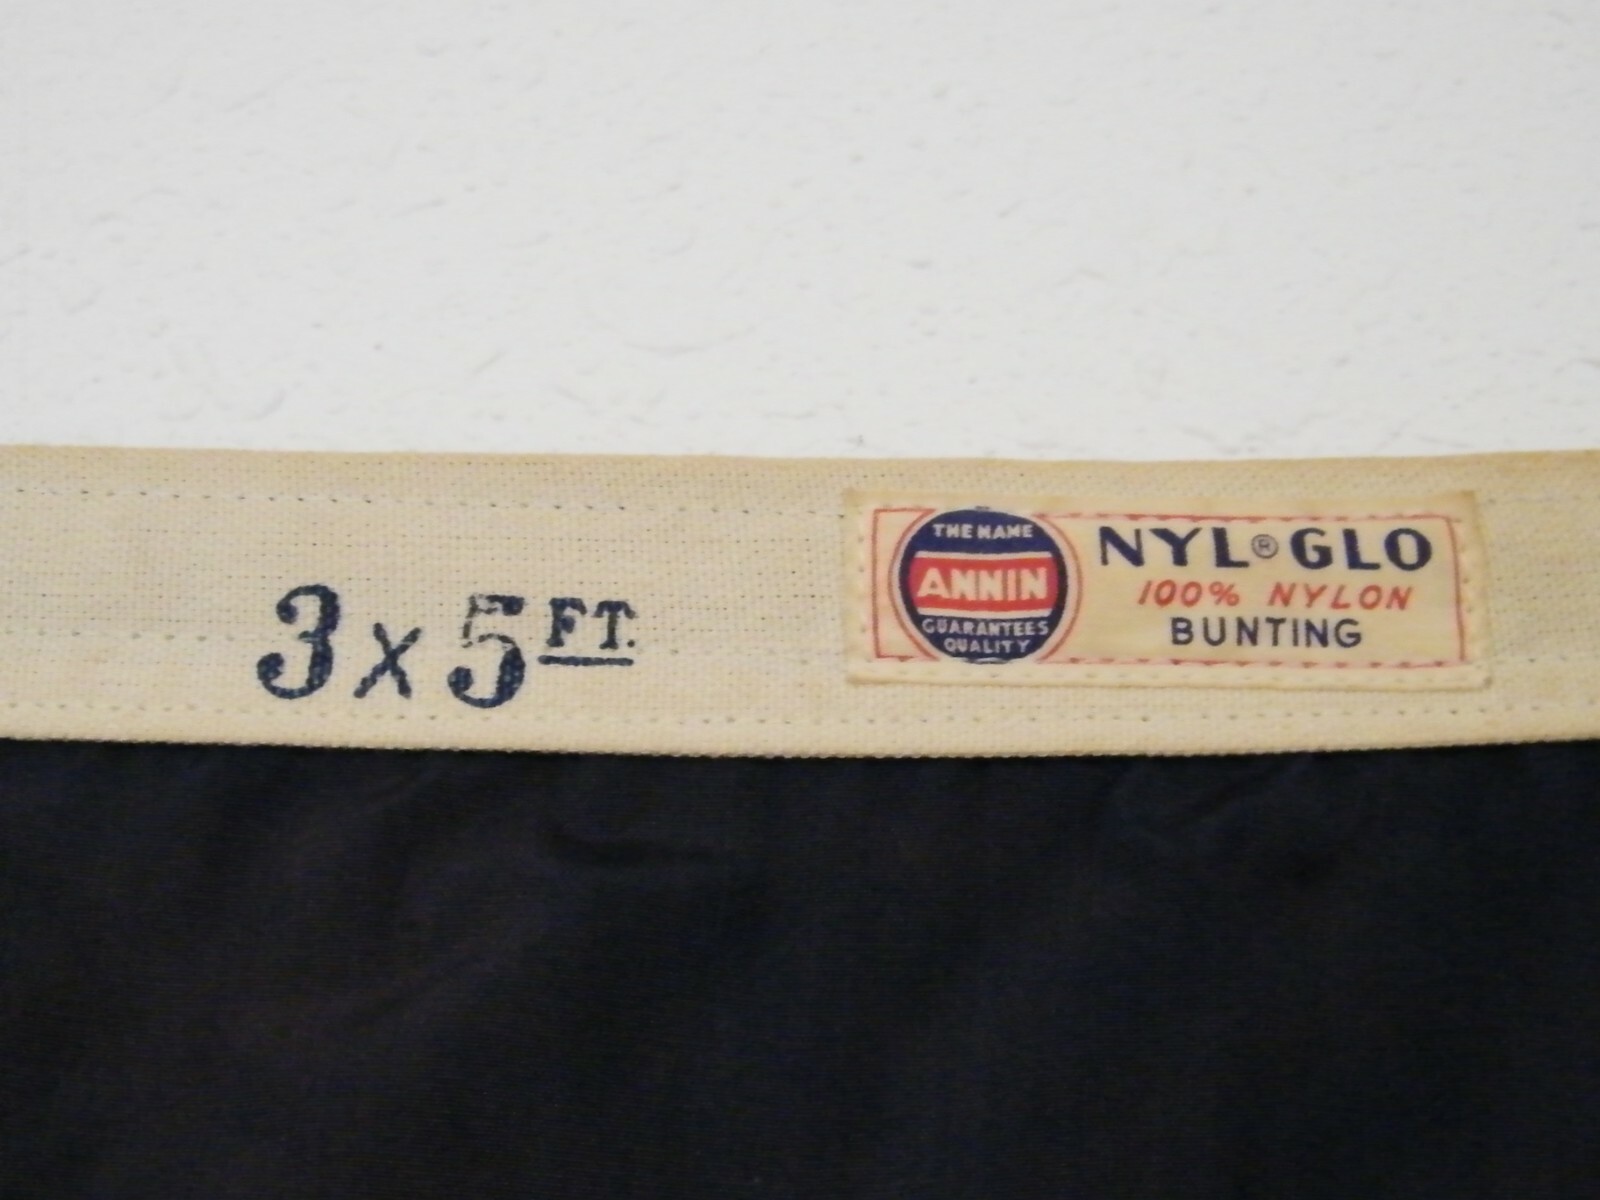 3 x 5 FT.
THE NAME
ANNIN
GUARANTEES
QUALITY
NYL®GLO
100% NYLON
BUNTING